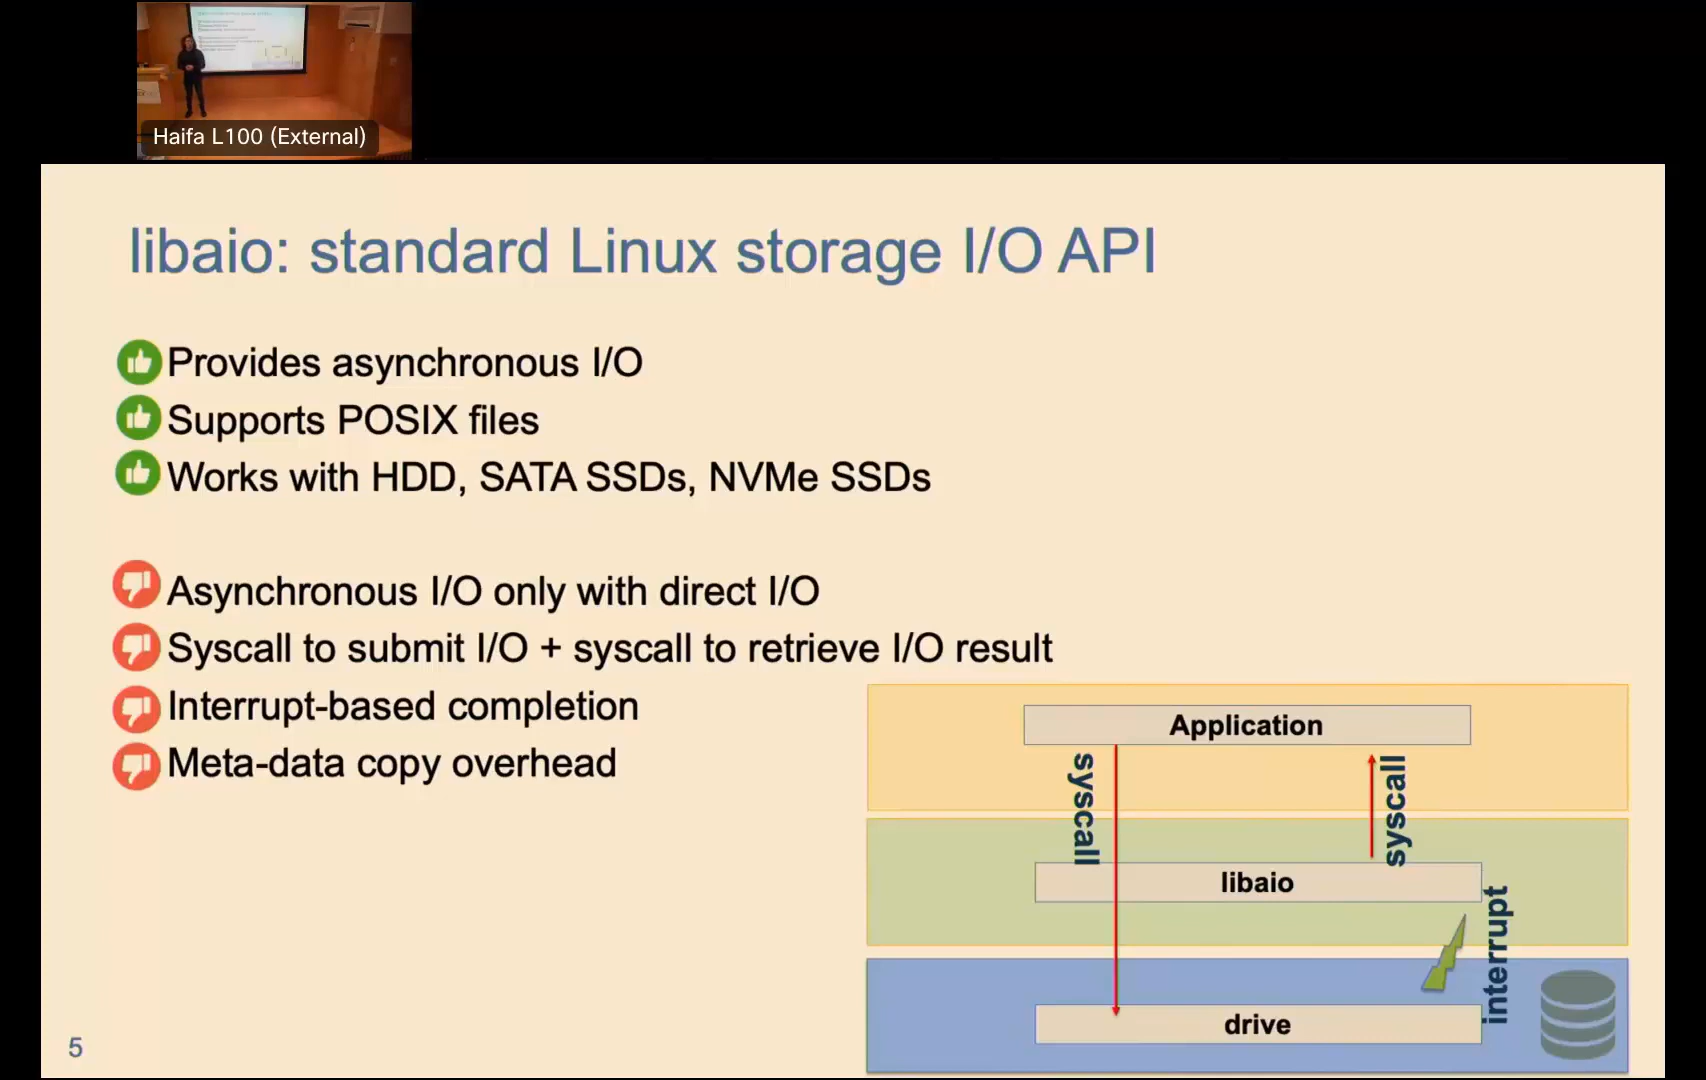 Haifa L100 (External)
libaio: standard Linux storage I/O API
Provides asynchronous I/O
Supports POSIX files
Works with HDD, SATA SSDs, NVMe SSDs
Asynchronous I/O only with direct I/O
Syscall to submit I/O + syscall to retrieve I/O result
Interrupt-based completion
Meta-data copy overhead
Application
syscall
syscall
libaio
interrupt
drive
5